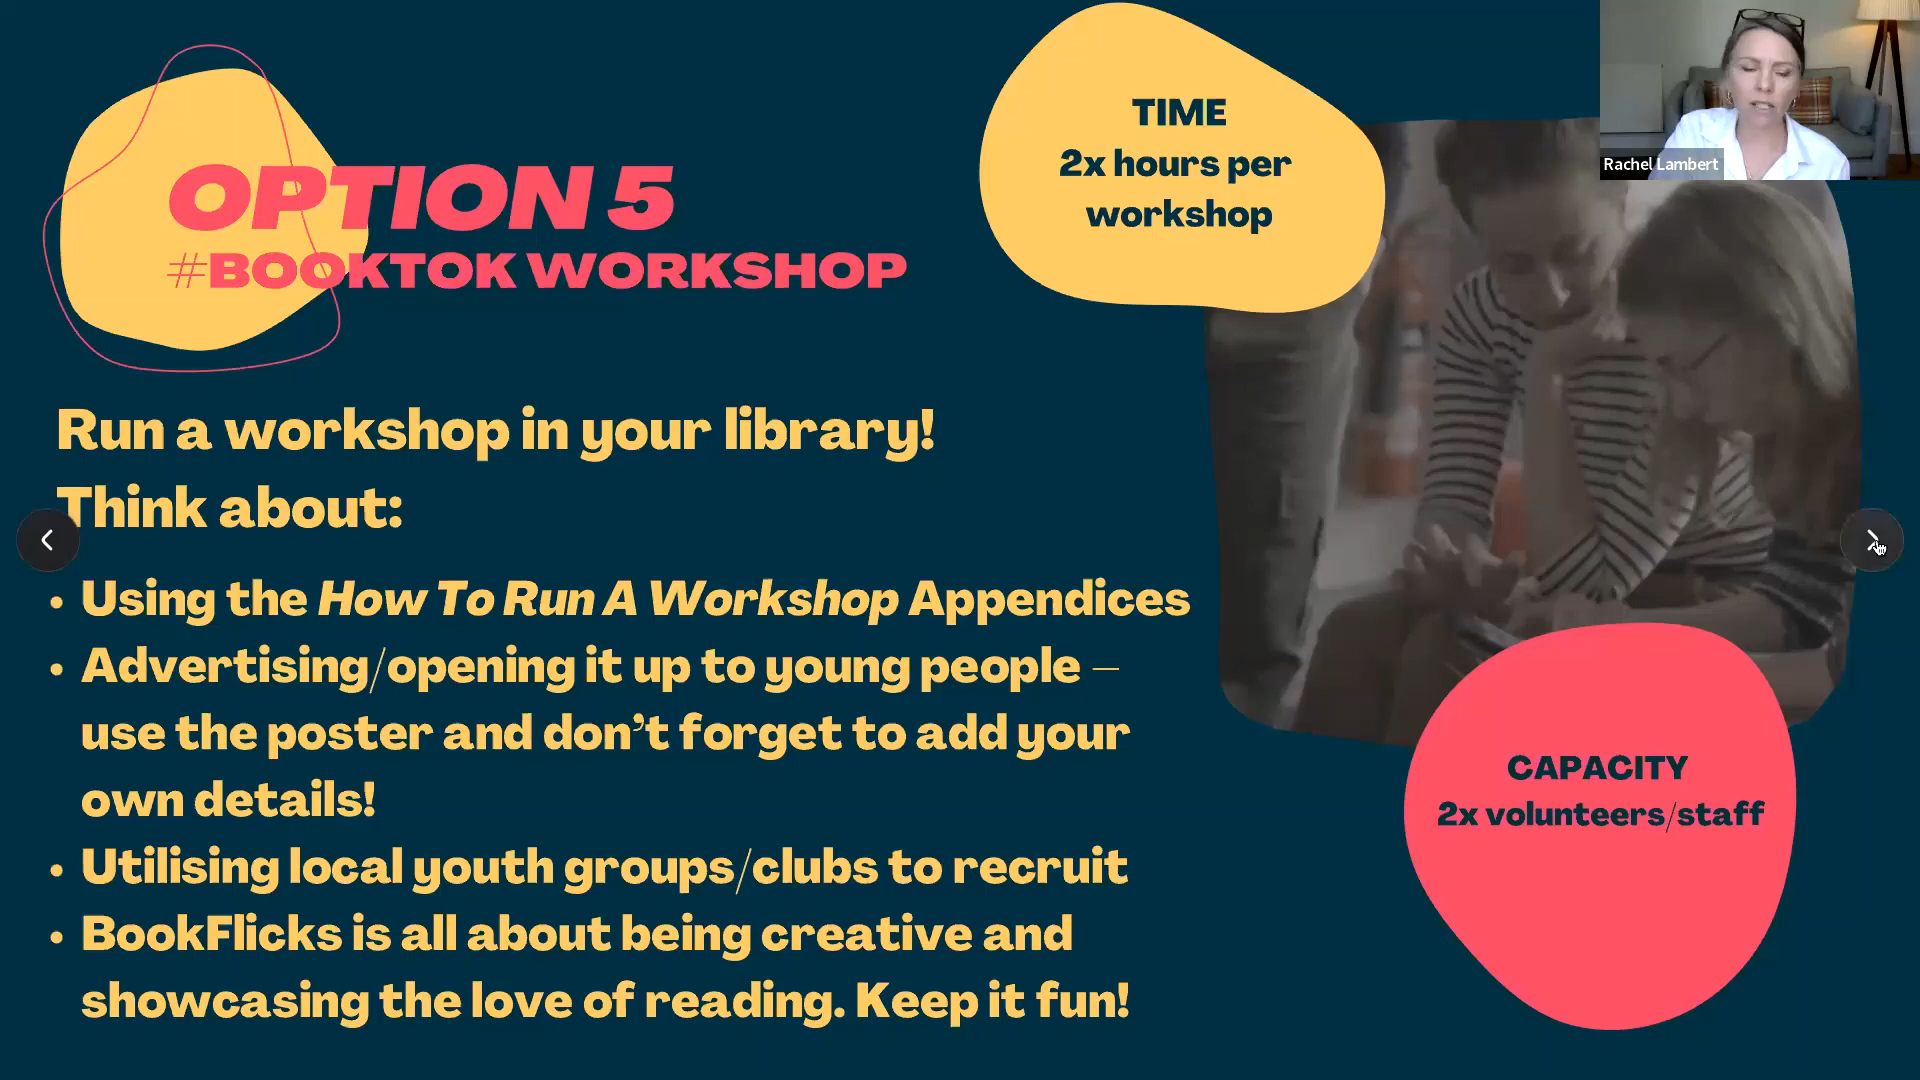 OPTION 5
#BOOKTOK WORKSHOP
TIME
2x hours per
workshop
Rachel Lambert
Run a workshop in your library!
Think about:
• Using the How To Run A Workshop Appendices
• Advertising/opening it up to young people –
use the poster and don’t forget to add your
own details!
• Utilising local youth groups/clubs to recruit
• BookFlicks is all about being creative and
showcasing the love of reading. Keep it fun!
CAPACITY
2x volunteers/staff